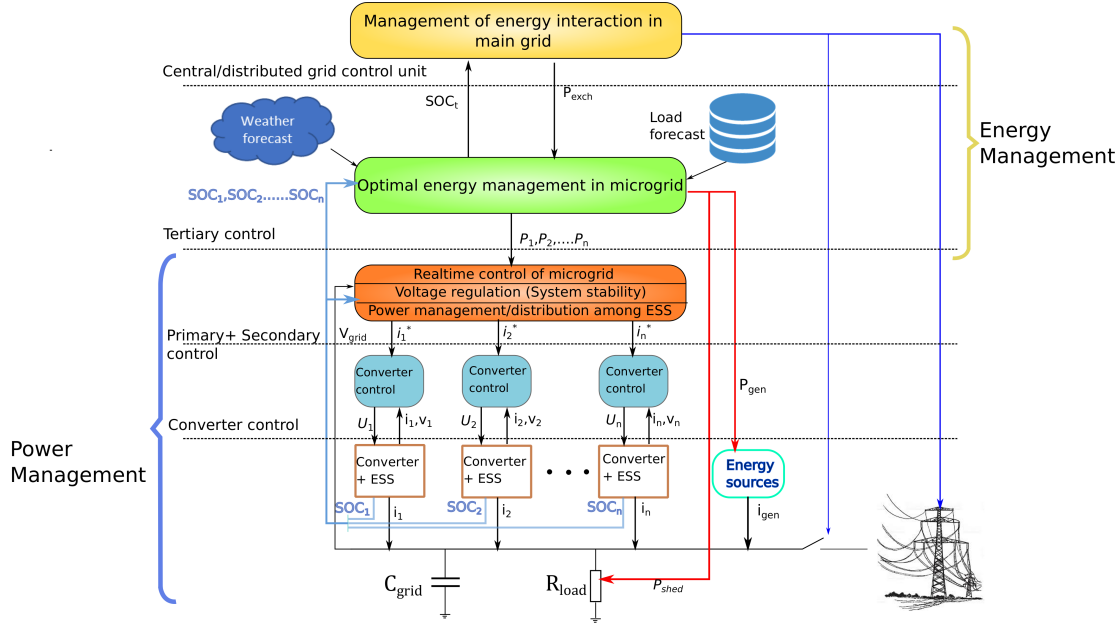 Management of energy interaction in
main grid
Central/distributed grid control unit
SOCt
Pexch
Weather
forecast
Load
forecast
Energy
Management
Optimal energy management in microgrid
SOC1,SOC2......SOCn
Tertiary control
P1,P2,....Pn
Realtime control of microgrid
Voltage regulation (System stability)
Power management/distribution among ESS
Primary+ Secondary
control
Vgrid
i1*
i2*
in*
Converter
control
Converter
control
Converter
control
Pgen
Converter control
U1
i1,v1
U2
i2,v2
Un
in,vn
Power
Management
Converter
+ ESS
Converter
+ ESS
Converter
+ ESS
Energy
sources
SOC1
i1
SOC2
i2
SOCn
in
igen
Cgrid
Rload
Pshed